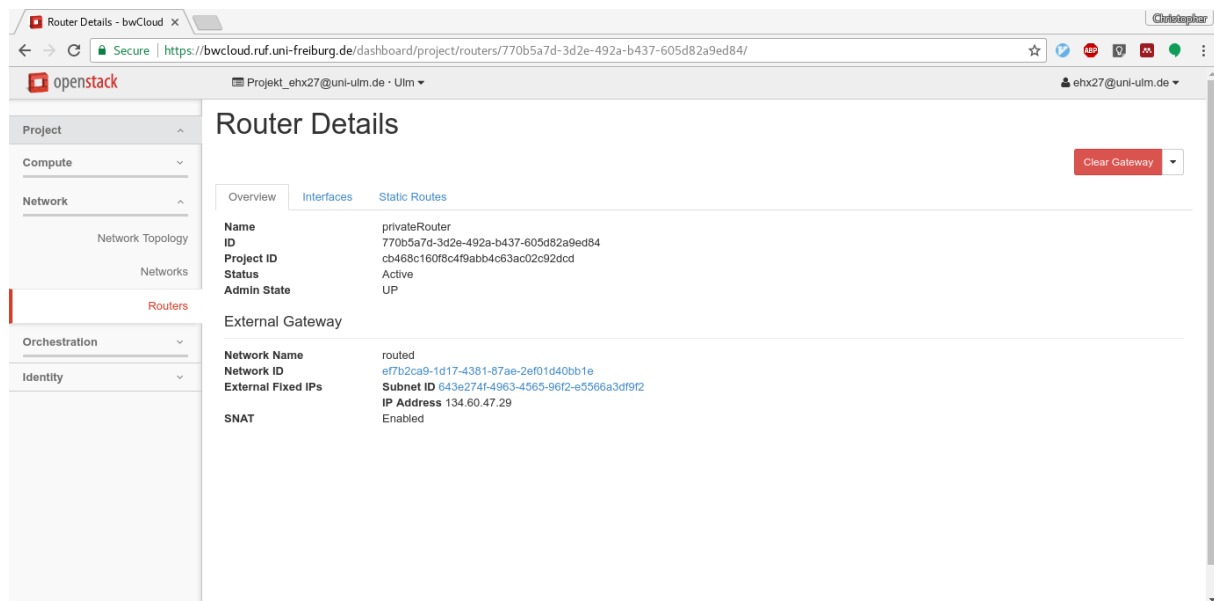 Router Details - bwCloud
Christopher
Secure | https://bwcloud.ruf.uni-freiburg.de/dashboard/project/routers/770b5a7d-3d2e-492a-b437-605d82a9ed84/
ABP
openstack
Projekt_ehx27@uni-ulm.de · Ulm
ehx27@uni-ulm.de
Project
Compute
Network
Network Topology
Networks
Routers
Orchestration
Identity
Router Details
Clear Gateway
Overview Interfaces Static Routes
Name privateRouter
ID 770b5a7d-3d2e-492a-b437-605d82a9ed84
Project ID cb468c160f8c4f9abb4c63ac02c92dcd
Status Active
Admin State UP
External Gateway
Network Name routed
Network ID ef7b2ca9-1d17-4381-87ae-2ef01d40bb1e
External Fixed IPs Subnet ID 643e274f-4963-4565-96f2-e5566a3df9f2
IP Address 134.60.47.29
SNAT Enabled